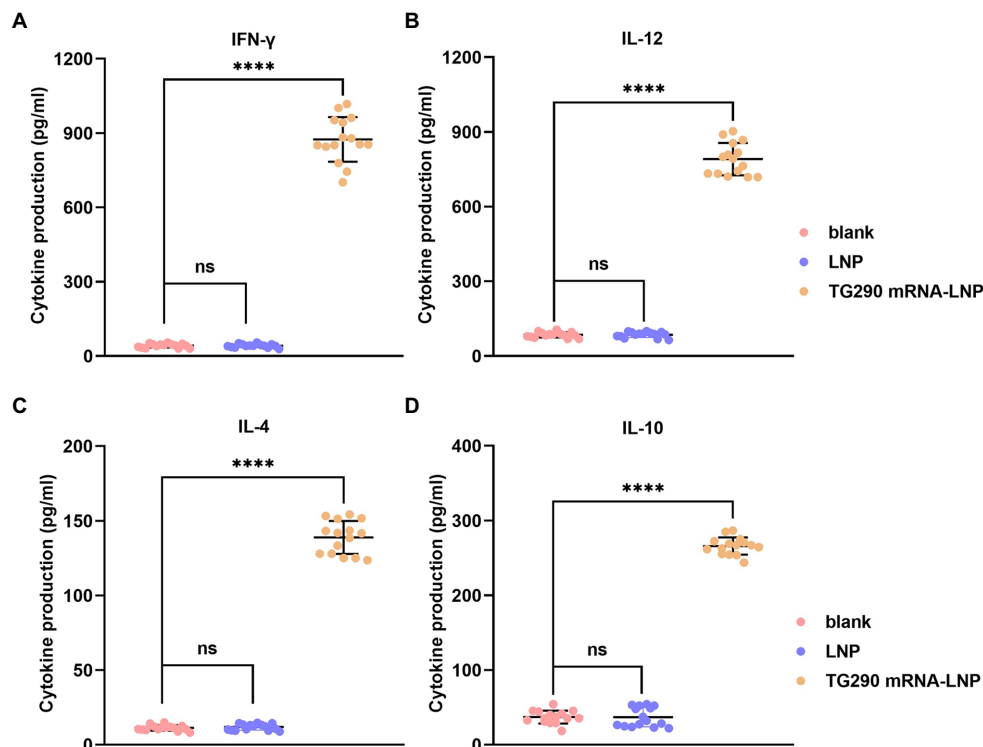 A
IFN-γ
Cytokine production (pg/ml)
1200
900
600
300
0
****
ns
B
IL-12
Cytokine production (pg/ml)
1200
900
600
300
0
****
ns
blank
LNP
TG290 mRNA-LNP
C
IL-4
Cytokine production (pg/ml)
200
150
100
50
0
****
ns
D
IL-10
Cytokine production (pg/ml)
400
300
200
100
0
****
ns
blank
LNP
TG290 mRNA-LNP